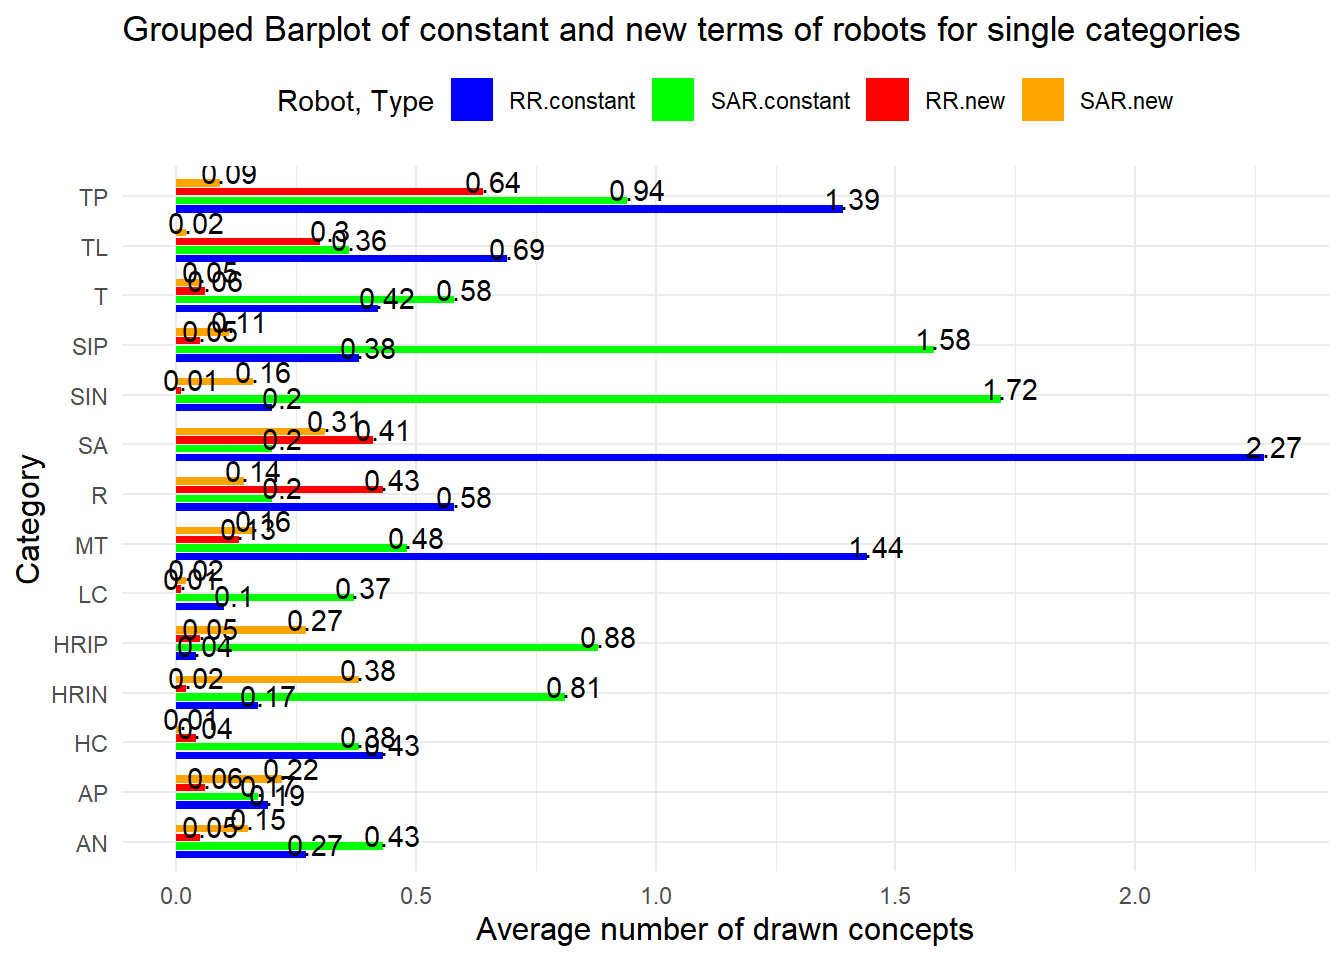 Grouped Barplot of constant and new terms of robots for single categories
Robot, Type RR.constant SAR.constant RR.new SAR.new
Category
TP 0.09 0.64 0.94 1.39
TL 0.02 0.3 0.36 0.69
T 0.05 0.06 0.58 0.42
SIP 0.11 0.05 1.58 0.38
SIN 0.16 0.01 1.72 0.2
SA 0.31 0.41 0.2 2.27
R 0.14 0.43 0.2 0.58
MT 0.16 0.13 0.48 1.44
LC 0.02 0.01 0.37 0.1
HRIP 0.27 0.05 0.88 0.04
HRIN 0.38 0.02 0.81 0.17
HC 0.01 0.04 0.38 0.43
AP 0.22 0.06 0.17 0.19
AN 0.15 0.05 0.43 0.27
0.0 0.5 1.0 1.5 2.0
Average number of drawn concepts